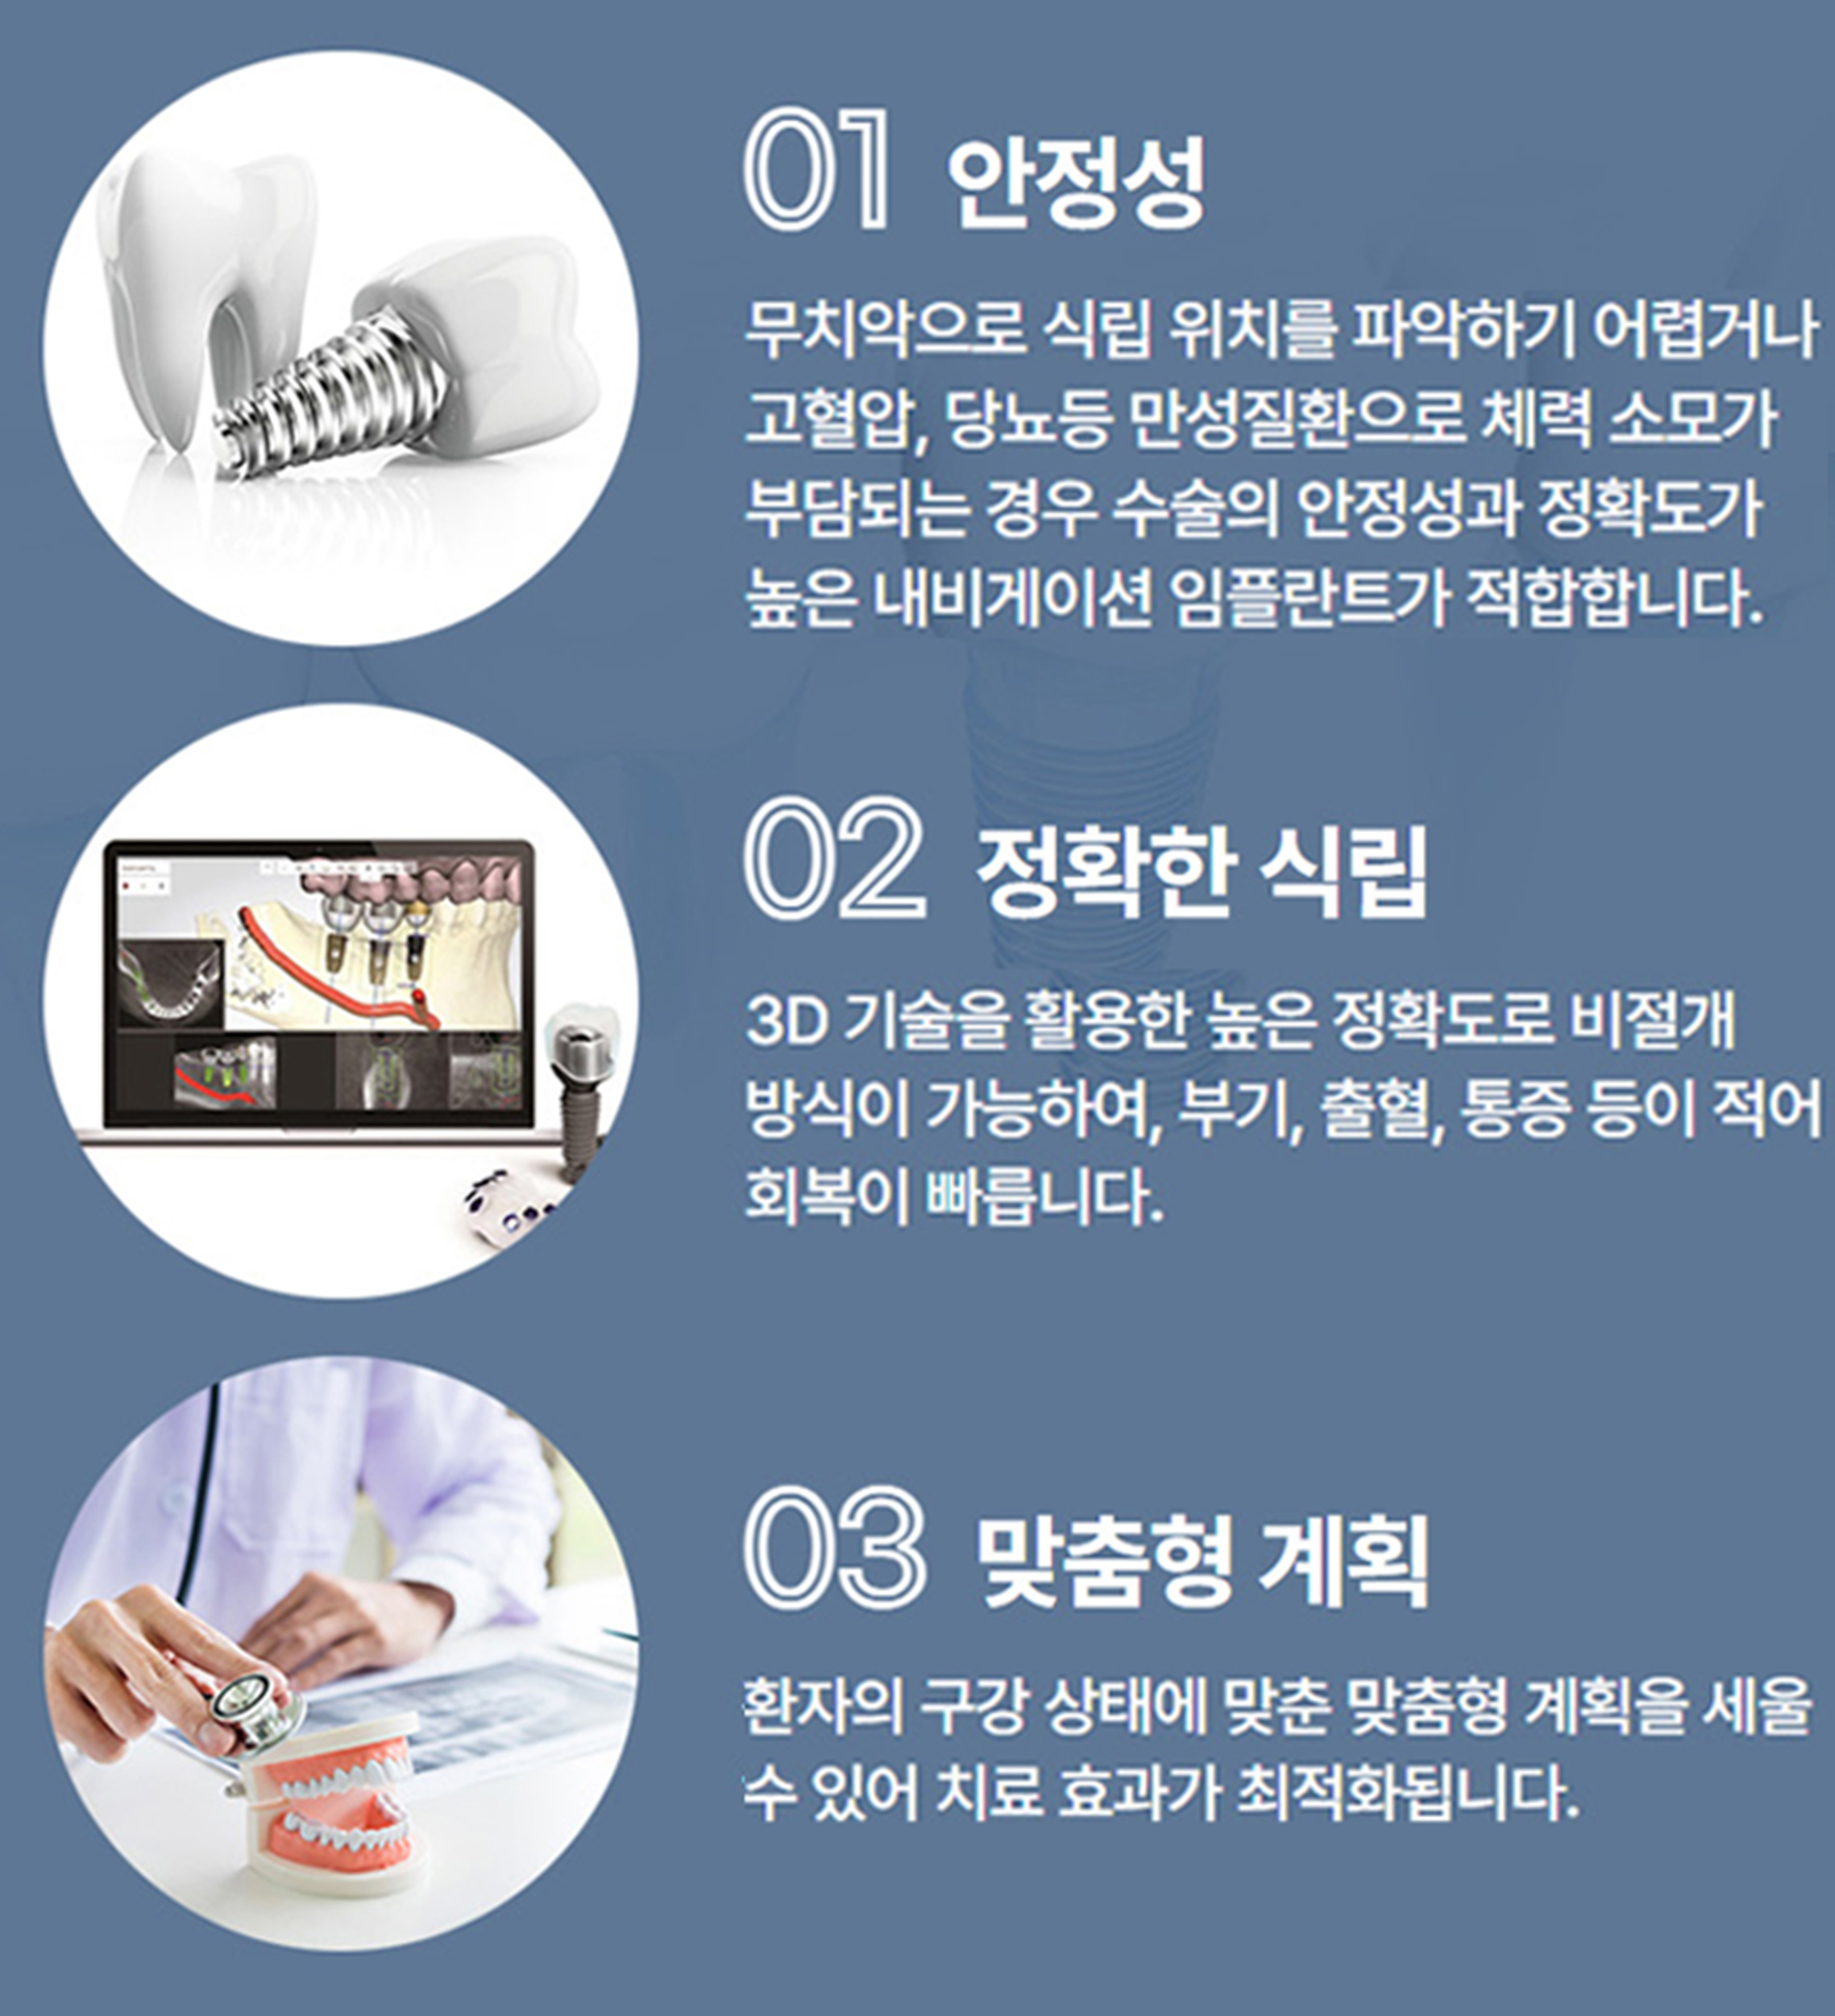 01 안정성
무치악으로 식립 위치를 파악하기 어렵거나
고혈압, 당뇨등 만성질환으로 체력 소모가
부담되는 경우 수술의 안정성과 정확도가
높은 내비게이션 임플란트가 적합합니다.
02 정확한 식립
3D 기술을 활용한 높은 정확도로 비절개
방식이 가능하여, 부기, 출혈, 통증 등이 적어
회복이 빠릅니다.
03 맞춤형 계획
환자의 구강 상태에 맞춘 맞춤형 계획을 세울
수 있어 치료 효과가 최적화됩니다.